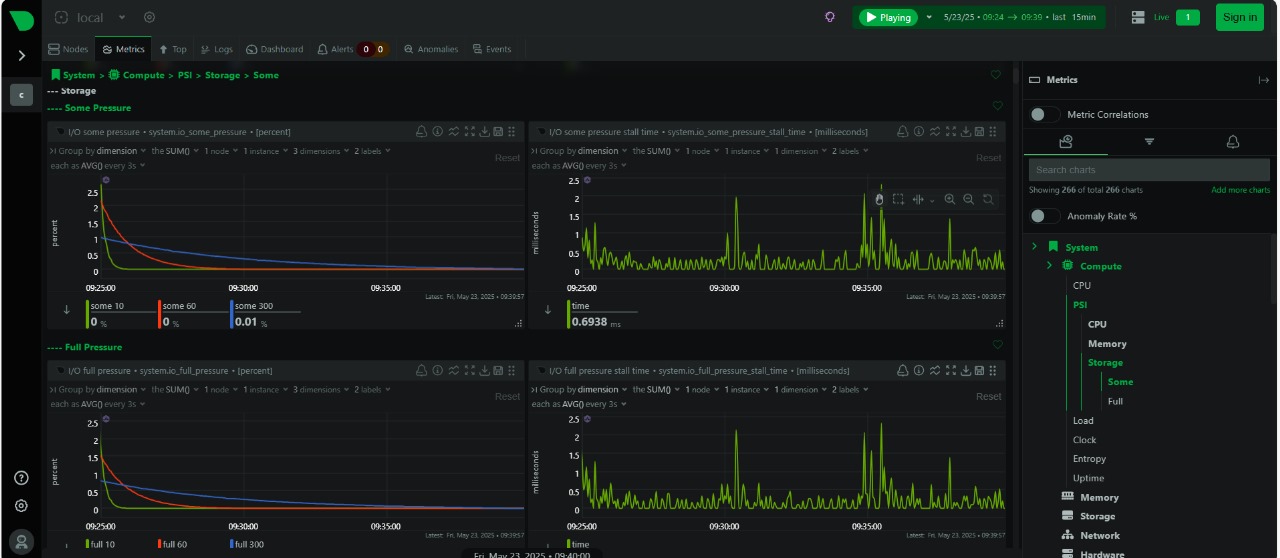 local
Playing
5/23/25 • 09:24 → 09:39 • last 15min
Live
1
Sign in
Nodes
Metrics
Top
Logs
Dashboard
Alerts 0 0
Anomalies
Events
c
System > Compute > PSI > Storage > Some
--- Storage
---- Some Pressure
I/O some pressure • system.io_some_pressure • [percent]
Group by dimension the SUM() 1 node 1 instance 3 dimensions 2 labels
each as AVG() every 3s
Reset
percent
2.5
2
1.5
1
0.5
0
09:25:00
09:30:00
09:35:00
Latest: Fri, May 23, 2025 • 09:39:57
some 10
0 %
some 60
0 %
some 300
0.01 %
I/O some pressure stall time • system.io_some_pressure_stall_time • [milliseconds]
Group by dimension the SUM() 1 node 1 instance 1 dimension 2 labels
each as AVG() every 3s
Reset
milliseconds
2.5
2
1.5
1
0.5
0
09:25:00
09:30:00
09:35:00
Latest: Fri, May 23, 2025 • 09:39:57
time
0.6938 ms
---- Full Pressure
I/O full pressure • system.io_full_pressure • [percent]
Group by dimension the SUM() 1 node 1 instance 3 dimensions 2 labels
each as AVG() every 3s
Reset
percent
2.5
2
1.5
1
0.5
0
09:25:00
09:30:00
09:35:00
Latest: Fri, May 23, 2025 • 09:39:57
full 10
full 60
full 300
I/O full pressure stall time • system.io_full_pressure_stall_time • [milliseconds]
Group by dimension the SUM() 1 node 1 instance 1 dimension 2 labels
each as AVG() every 3s
Reset
milliseconds
2.5
2
1.5
1
0.5
0
09:25:00
09:30:00
09:35:00
Latest: Fri, May 23, 2025 • 09:39:57
time
Fri, May 23, 2025 • 09:40:00
Metrics
Metric Correlations
Search charts
Showing 266 of total 266 charts
Add more charts
Anomaly Rate %
System
Compute
CPU
PSI
CPU
Memory
Storage
Some
Full
Load
Clock
Entropy
Uptime
Memory
Storage
Network
Hardware